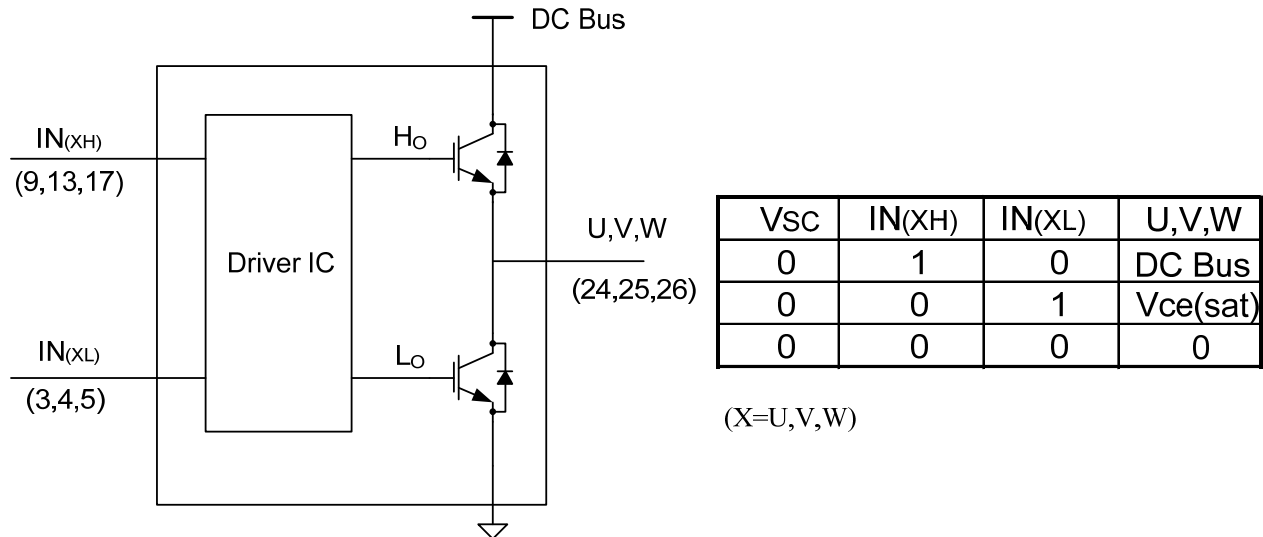 DC Bus
IN(XH)
(9,13,17)
HO
Driver IC
U,V,W
(24,25,26)
IN(XL)
(3,4,5)
LO
VSC IN(XH) IN(XL) U,V,W
0 1 0 DC Bus
0 0 1 Vce(sat)
0 0 0 0
(X=U,V,W)